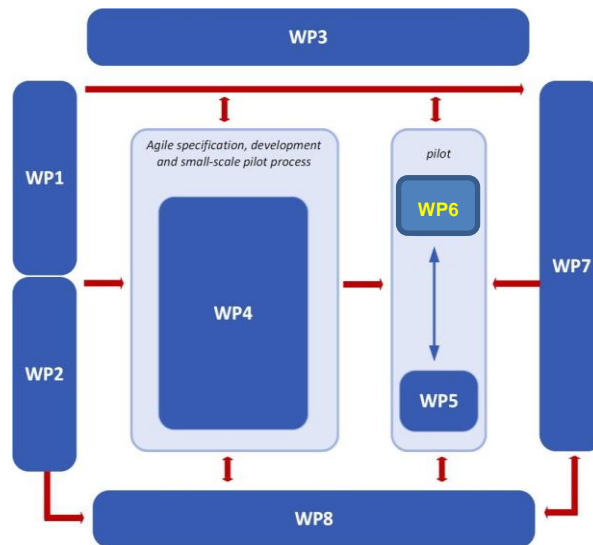 WP3
WP1
Agile specification, development
and small-scale pilot process
pilot
WP6
WP7
WP4
WP2
WP5
WP8